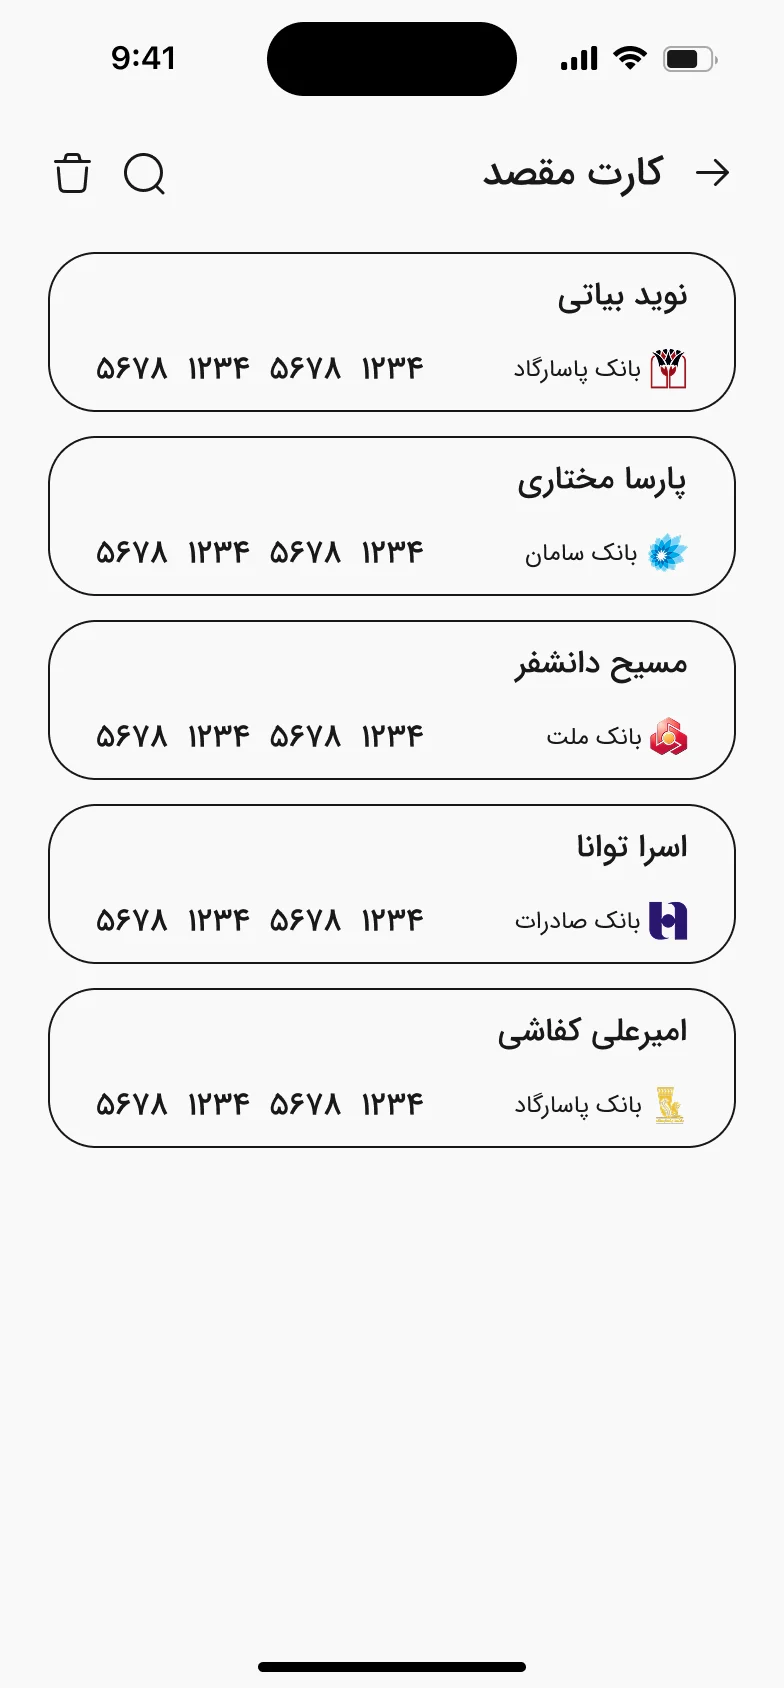 9:41
کارت مقصد
نوید بیاتی
بانک پاسارگاد ۱۲۳۴ ۵۶۷۸ ۱۲۳۴ ۵۶۷۸
پارسا مختاری
بانک سامان ۱۲۳۴ ۵۶۷۸ ۱۲۳۴ ۵۶۷۸
مسیح دانشفر
بانک ملت ۱۲۳۴ ۵۶۷۸ ۱۲۳۴ ۵۶۷۸
اسرا توانا
بانک صادرات ۱۲۳۴ ۵۶۷۸ ۱۲۳۴ ۵۶۷۸
امیرعلی کفاشی
بانک پاسارگاد ۱۲۳۴ ۵۶۷۸ ۱۲۳۴ ۵۶۷۸